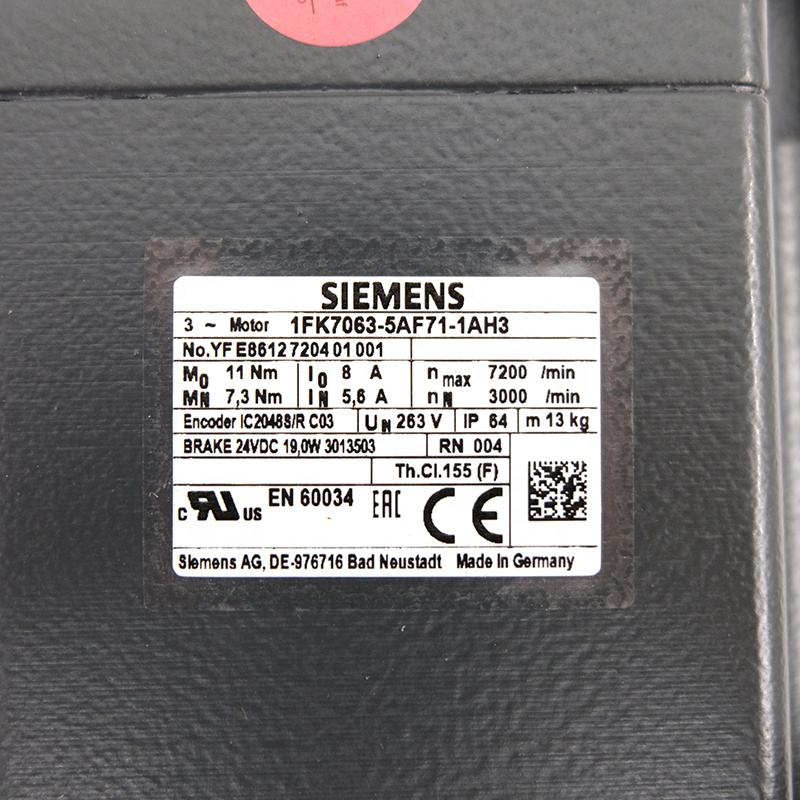 SIEMENS
3 ~ Motor 1FK7063-5AF71-1AH3
No.YF E8612 7204 01 001
M0 11 Nm I0 8 A nmax 7200 /min
MN 7,3 Nm IN 5,6 A nN 3000 /min
Encoder IC2048S/R C03 UN 263 V IP 64 m 13 kg
BRAKE 24VDC 19,0W 3013503 RN 004
Th.Cl.155 (F)
c RU US EN 60034 EAC CE
Siemens AG, DE-976716 Bad Neustadt Made In Germany